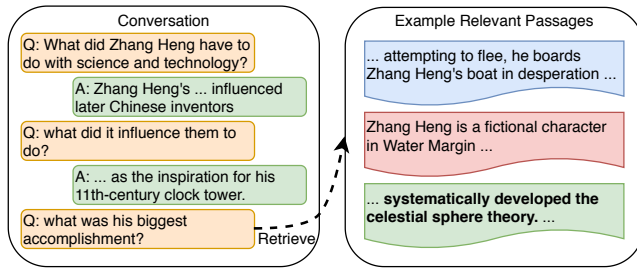 Conversation
Q: What did Zhang Heng have to
do with science and technology?
A: Zhang Heng's ... influenced
later Chinese inventors
Q: what did it influence them to
do?
A: ... as the inspiration for his
11th-century clock tower.
Q: what was his biggest
accomplishment?
Retrieve
Example Relevant Passages
... attempting to flee, he boards
Zhang Heng's boat in desperation ...
Zhang Heng is a fictional character
in Water Margin ...
... systematically developed the
celestial sphere theory. ...